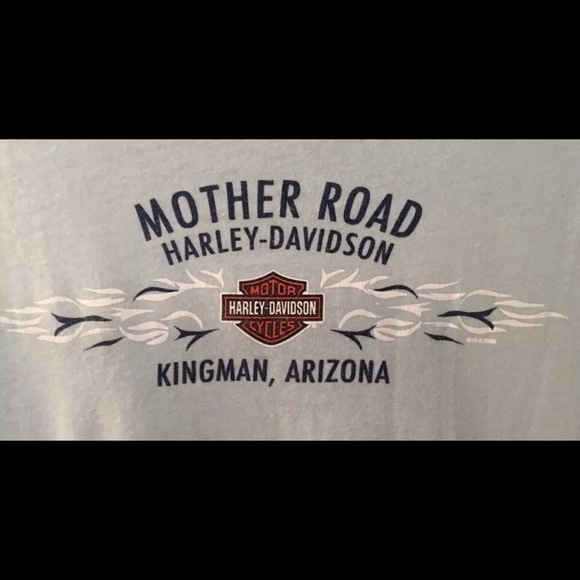 MOTHER ROAD
HARLEY-DAVIDSON
MOTOR
HARLEY-DAVIDSON
CYCLES
KINGMAN, ARIZONA